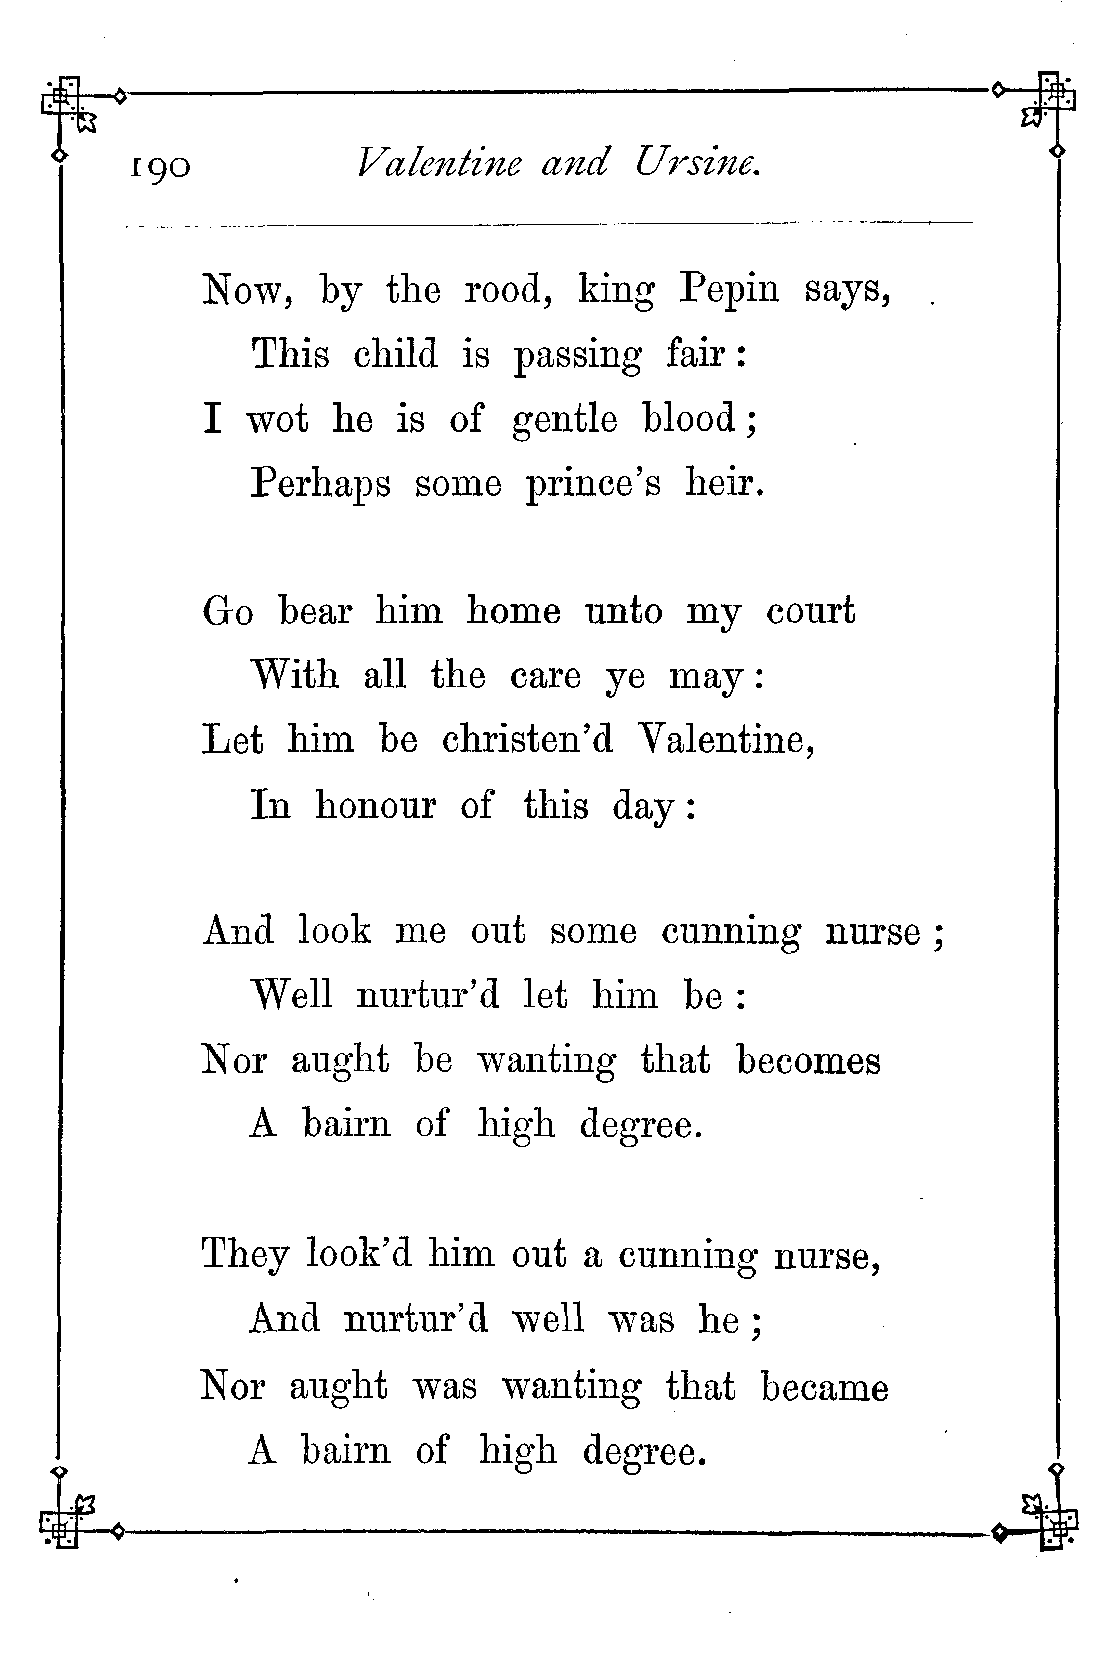 190 Valentine and Ursine.
Now, by the rood, king Pepin says,
This child is passing fair :
I wot he is of gentle blood ;
Perhaps some prince's heir.
Go bear him home unto my court
With all the care ye may :
Let him be christen'd Valentine,
In honour of this day :
And look me out some cunning nurse ;
Well nurtur'd let him be :
Nor aught be wanting that becomes
A bairn of high degree.
They look'd him out a cunning nurse,
And nurtur'd well was he ;
Nor aught was wanting that became
A bairn of high degree.